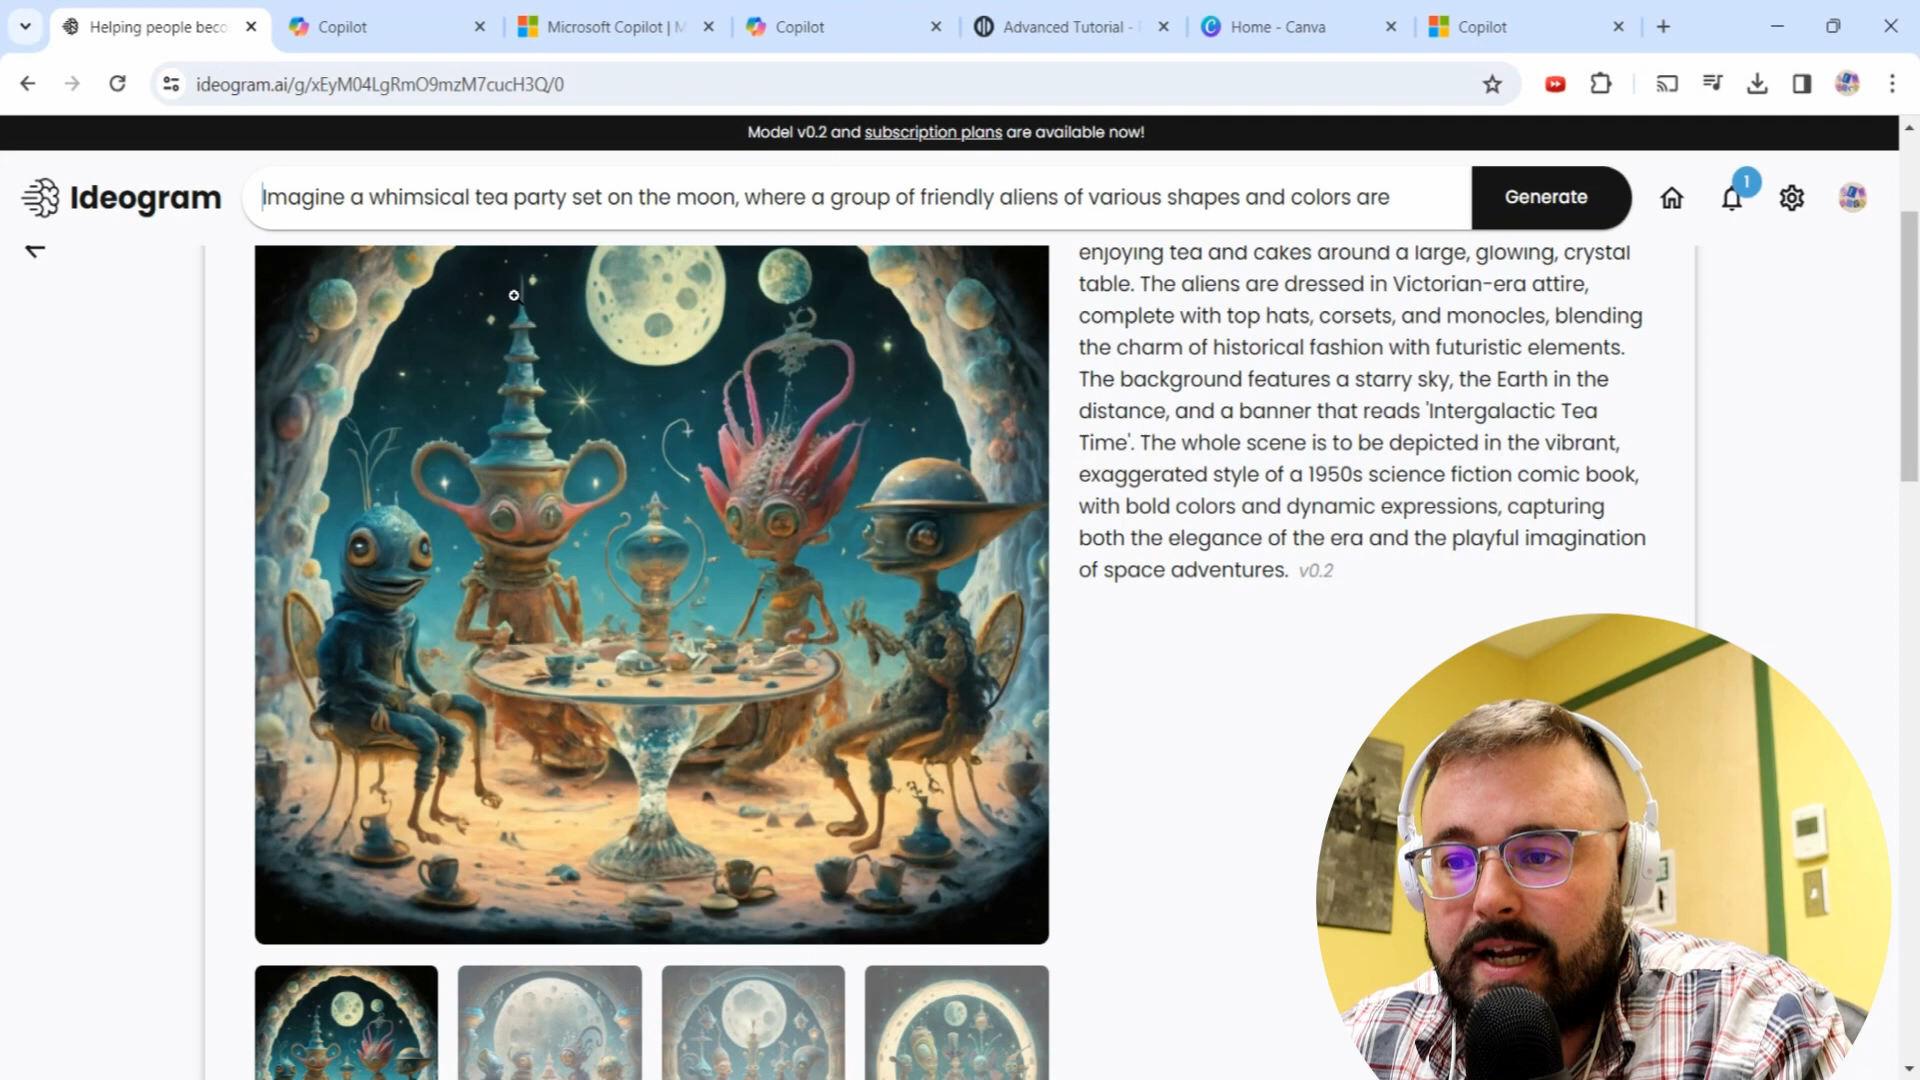 Helping people beco
Copilot
Microsoft Copilot | M
Copilot
Advanced Tutorial -
Home - Canva
Copilot
ideogram.ai/g/xEyM04LgRmO9mzM7cucH3Q/0
Model v0.2 and subscription plans are available now!
Ideogram
Imagine a whimsical tea party set on the moon, where a group of friendly aliens of various shapes and colors are
Generate
1
enjoying tea and cakes around a large, glowing, crystal
table. The aliens are dressed in Victorian-era attire,
complete with top hats, corsets, and monocles, blending
the charm of historical fashion with futuristic elements.
The background features a starry sky, the Earth in the
distance, and a banner that reads 'Intergalactic Tea
Time'. The whole scene is to be depicted in the vibrant,
exaggerated style of a 1950s science fiction comic book,
with bold colors and dynamic expressions, capturing
both the elegance of the era and the playful imagination
of space adventures. v0.2